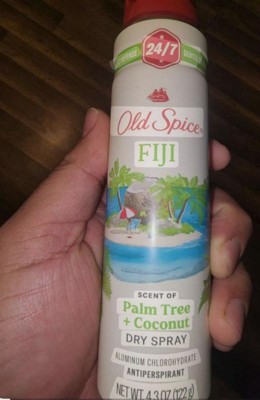 24/7
Old Spice
FIJI
SCENT OF
Palm Tree
+ Coconut
DRY SPRAY
ALUMINUM CHLOROHYDRATE
ANTIPERSPIRANT
NET WT. 4.3 OZ (122g)